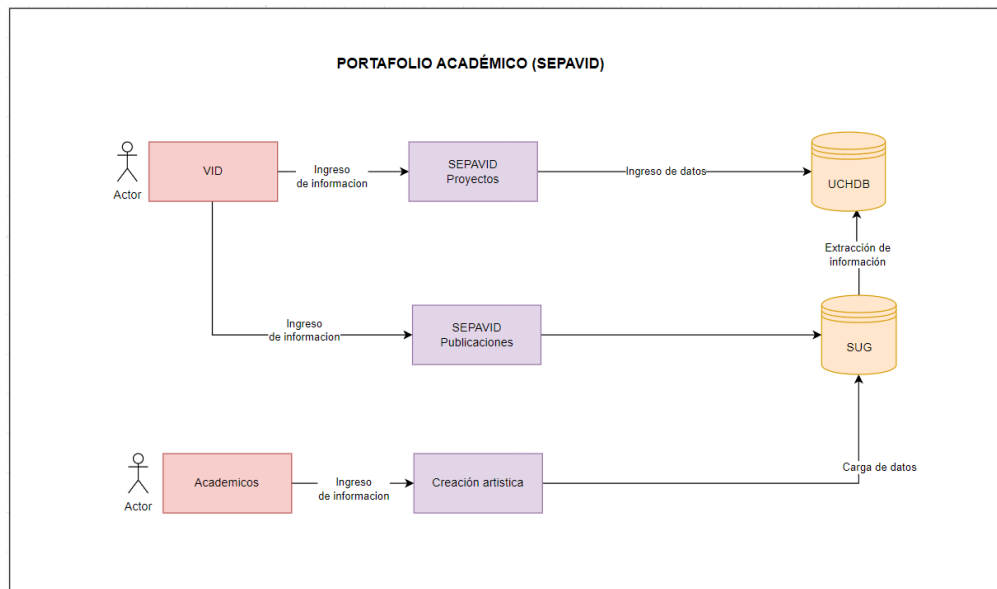 PORTAFOLIO ACADÉMICO (SEPAVID)
Actor
VID
Ingreso
de informacion
SEPAVID
Proyectos
Ingreso de datos
UCHDB
Extracción de
información
Ingreso
de informacion
SEPAVID
Publicaciones
SUG
Actor
Academicos
Ingreso
de informacion
Creación artistica
Carga de datos